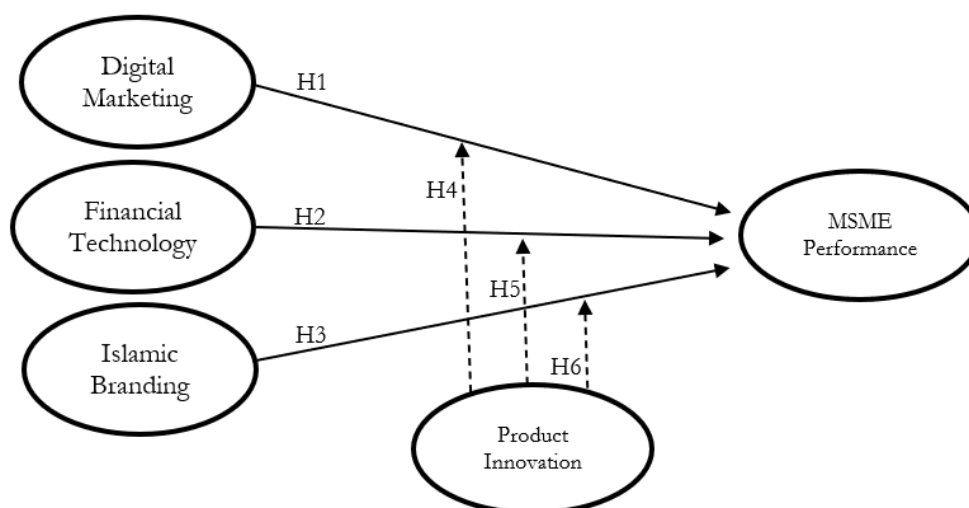 Digital
Marketing
H1
H4
Financial
Technology
H2
MSME
Performance
H5
Islamic
Branding
H3
H6
Product
Innovation